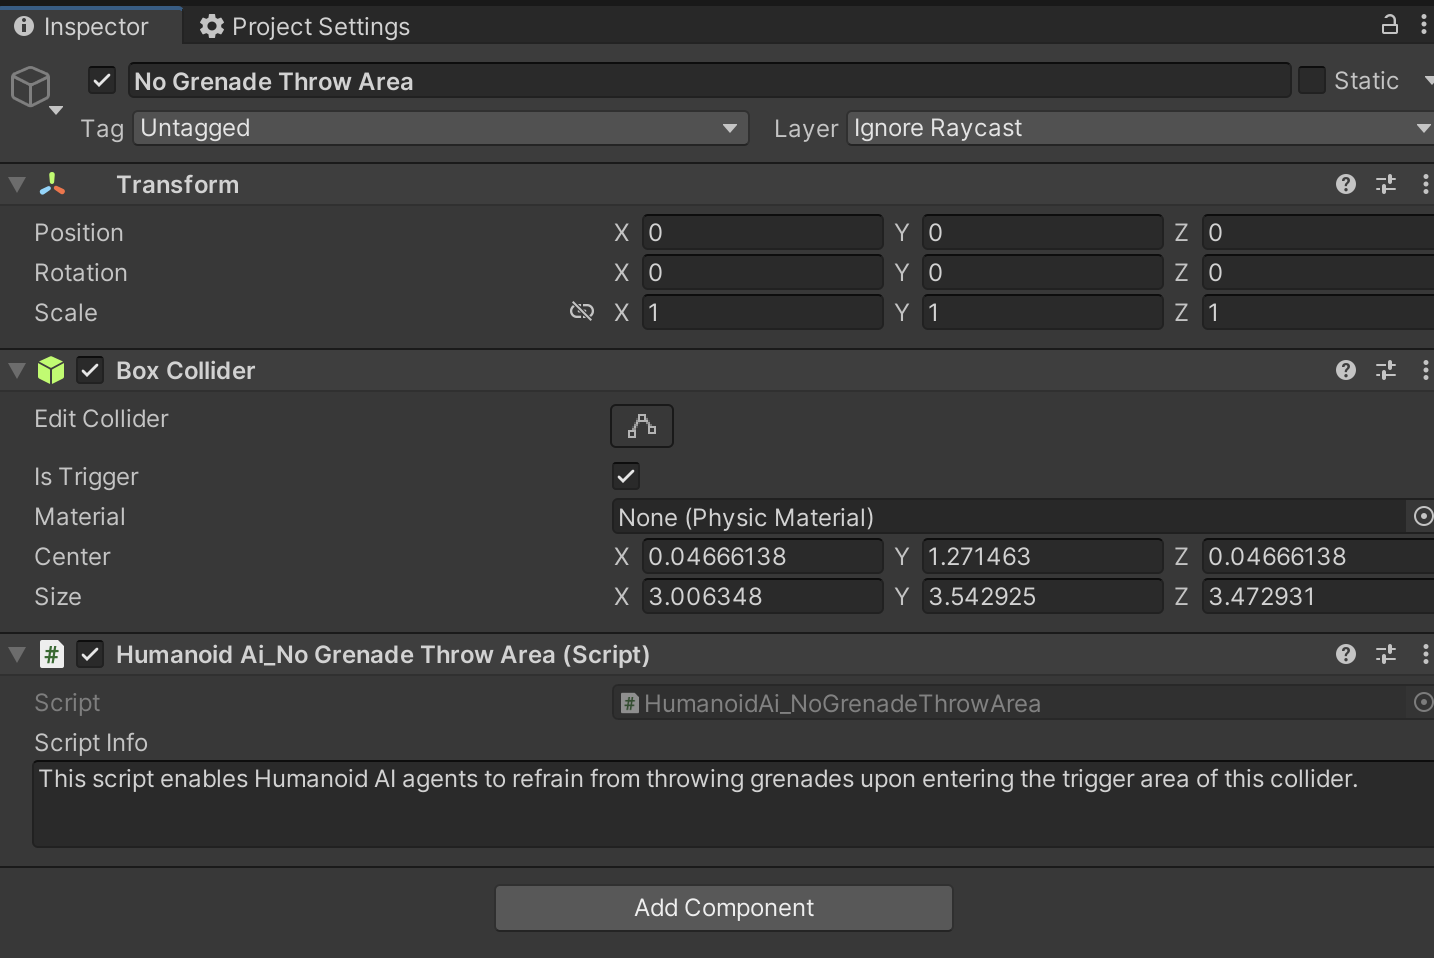 Inspector Project Settings
No Grenade Throw Area Static
Tag Untagged Layer Ignore Raycast
Transform
Position X 0 Y 0 Z 0
Rotation X 0 Y 0 Z 0
Scale X 1 Y 1 Z 1
Box Collider
Edit Collider
Is Trigger
Material None (Physic Material)
Center X 0.04666138 Y 1.271463 Z 0.04666138
Size X 3.006348 Y 3.542925 Z 3.472931
# Humanoid Ai_No Grenade Throw Area (Script)
Script # HumanoidAi_NoGrenadeThrowArea
Script Info
This script enables Humanoid AI agents to refrain from throwing grenades upon entering the trigger area of this collider.
Add Component